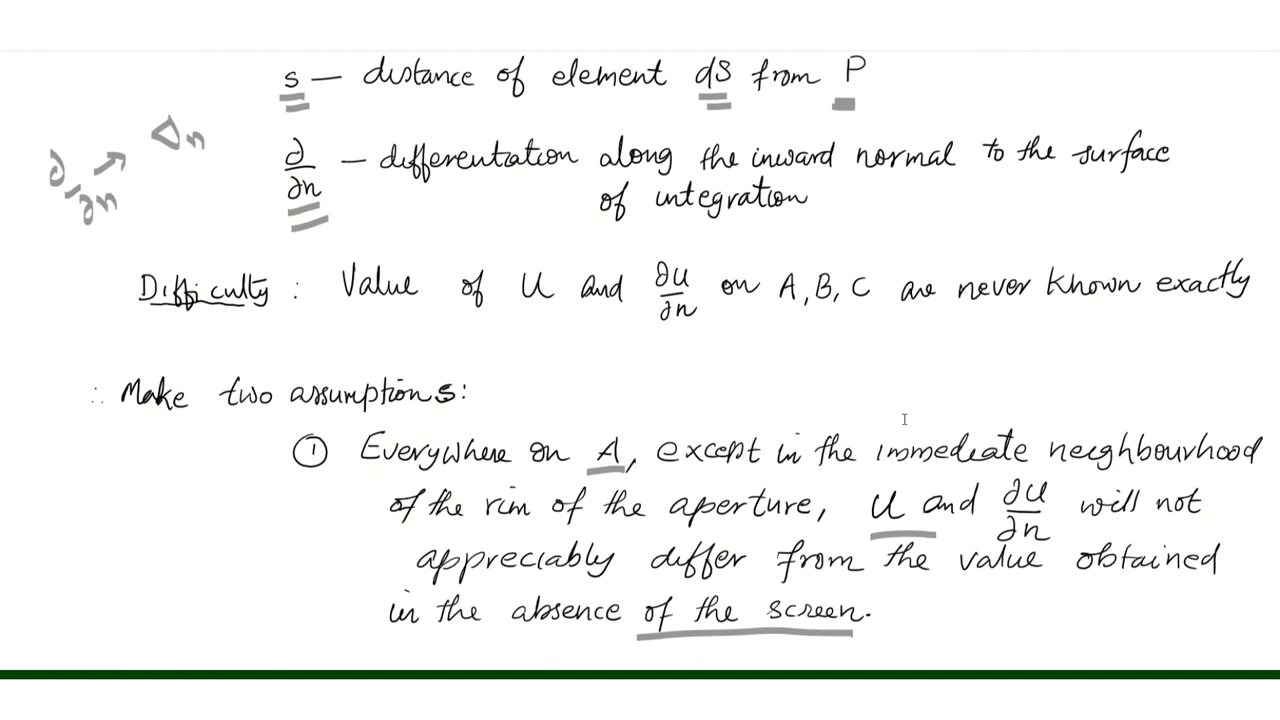 s — distance of element dS from P
∂/∂n → ∇n
∂/∂n — differentation along the inward normal to the surface
of integration
Difficulty : Value of U and ∂U/∂n on A, B, C are never known exactly
∴ Make two assumptions:
① Everywhere on A, except in the immediate neighbourhood
of the rim of the aperture, U and ∂U/∂n will not
appreciably differ from the value obtained
in the absence of the screen.